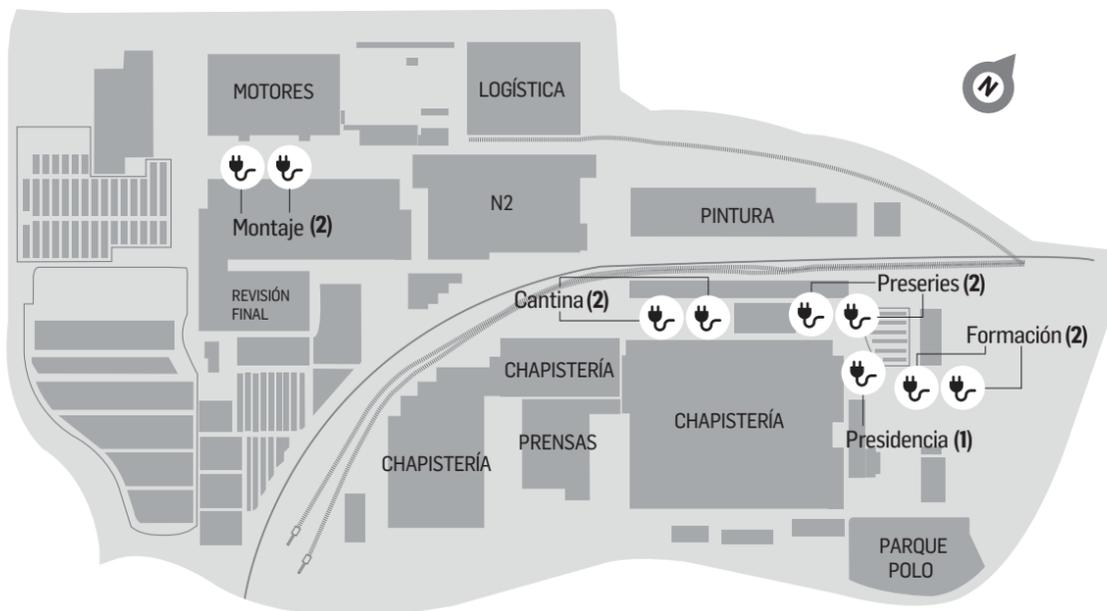 MOTORES
LOGÍSTICA
N
N2
PINTURA
Montaje (2)
REVISIÓN
FINAL
Cantina (2)
Preseries (2)
Formación (2)
CHAPISTERÍA
CHAPISTERÍA
PRENSAS
Presidencia (1)
CHAPISTERÍA
PARQUE
POLO